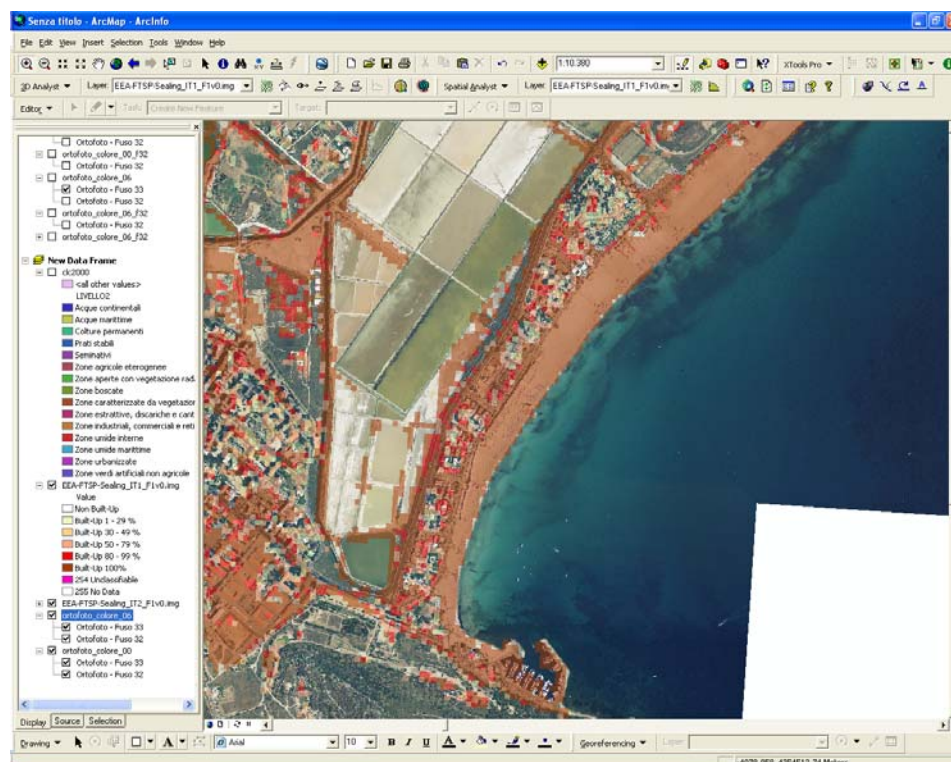 Senza titolo - ArcMap - ArcInfo
File Edit View Insert Selection Tools Window Help
1:10.380
XTools Pro
3D Analyst
Layer: EEA-FTSP-Sealing_IT1_F1v0.img
Spatial Analyst
Layer: EEA-FTSP-Sealing_IT1_F1v0.im
Editor
Task: Create New Feature
Target:
Ortofoto - Fuso 32
ortofoto_colore_00_f32
Ortofoto - Fuso 32
ortofoto_colore_06
Ortofoto - Fuso 33
Ortofoto - Fuso 32
ortofoto_colore_06_f32
Ortofoto - Fuso 32
ortofoto_colore_06_f32
New Data Frame
clc2000
<all other values>
LIVELLO2
Acque continentali
Acque marittime
Colture permanenti
Prati stabili
Seminativi
Zone agricole eterogenee
Zone aperte con vegetazione rada
Zone boscate
Zone caratterizzate da vegetazion
Zone estrattive, discariche e cant
Zone industriali, commerciali e reti
Zone umide interne
Zone umide marittime
Zone urbanizzate
Zone verdi artificiali non agricole
EEA-FTSP-Sealing_IT1_F1v0.img
Value
Non Built-Up
Built-Up 1 - 29 %
Built-Up 30 - 49 %
Built-Up 50 - 79 %
Built-Up 80 - 99 %
Built-Up 100%
254 Unclassifiable
255 No Data
EEA-FTSP-Sealing_IT2_F1v0.img
ortofoto_colore_06
Ortofoto - Fuso 33
Ortofoto - Fuso 32
ortofoto_colore_00
Ortofoto - Fuso 33
Ortofoto - Fuso 32
Display Source Selection
Drawing
A
Arial
10
B I U
A
Georeferencing
Layer: